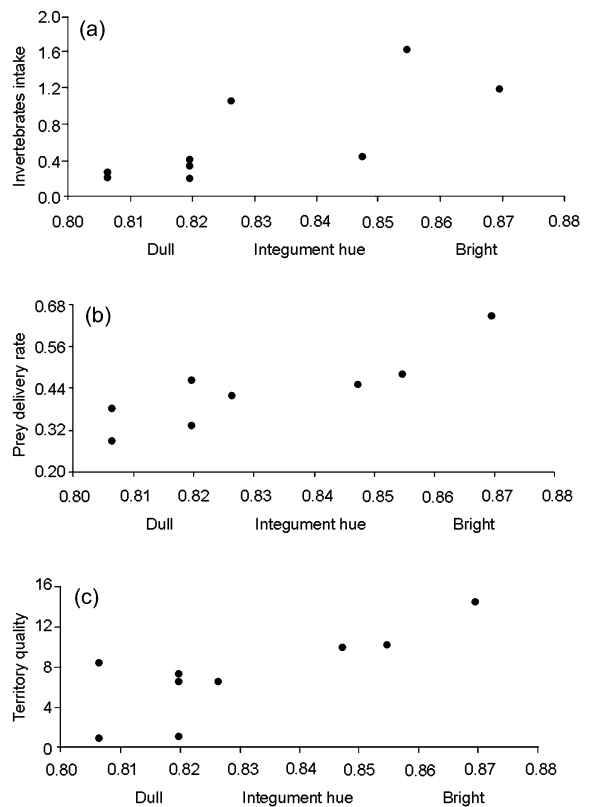 (a)
Invertebrates intake
2.0
1.6
1.2
0.8
0.4
0.0
0.80 0.81 0.82 0.83 0.84 0.85 0.86 0.87 0.88
Dull Integument hue Bright
(b)
Prey delivery rate
0.68
0.56
0.44
0.32
0.20
0.80 0.81 0.82 0.83 0.84 0.85 0.86 0.87 0.88
Dull Integument hue Bright
(c)
Territory quality
16
12
8
4
0
0.80 0.81 0.82 0.83 0.84 0.85 0.86 0.87 0.88
Dull Integument hue Bright